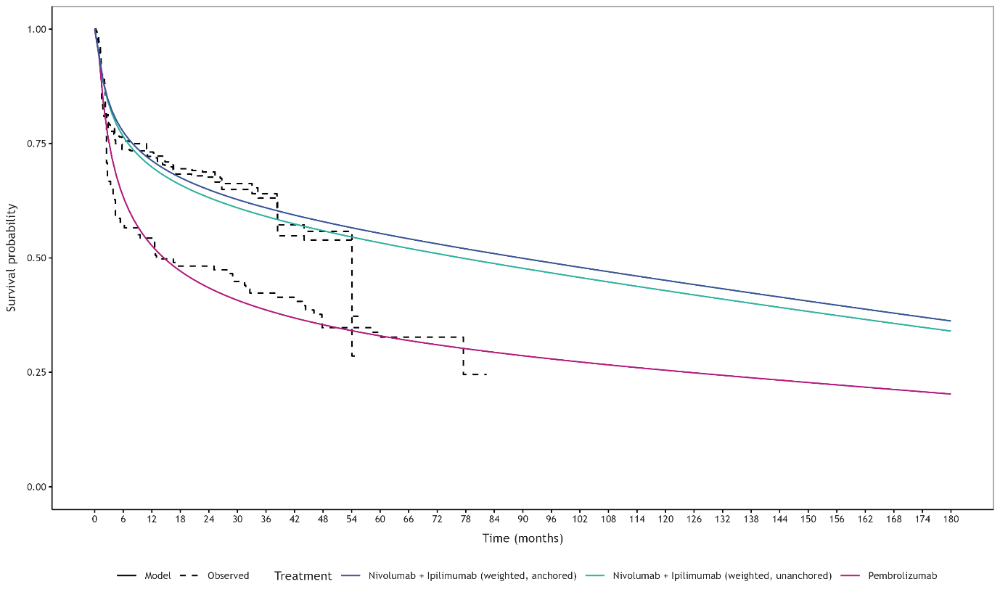 1.00
0.75
0.50
0.25
0.00
Survival probability
0 6 12 18 24 30 36 42 48 54 60 66 72 78 84 90 96 102 108 114 120 126 132 138 144 150 156 162 168 174 180
Time (months)
Model Observed Treatment Nivolumab + Ipilimumab (weighted, anchored) Nivolumab + Ipilimumab (weighted, unanchored) Pembrolizumab